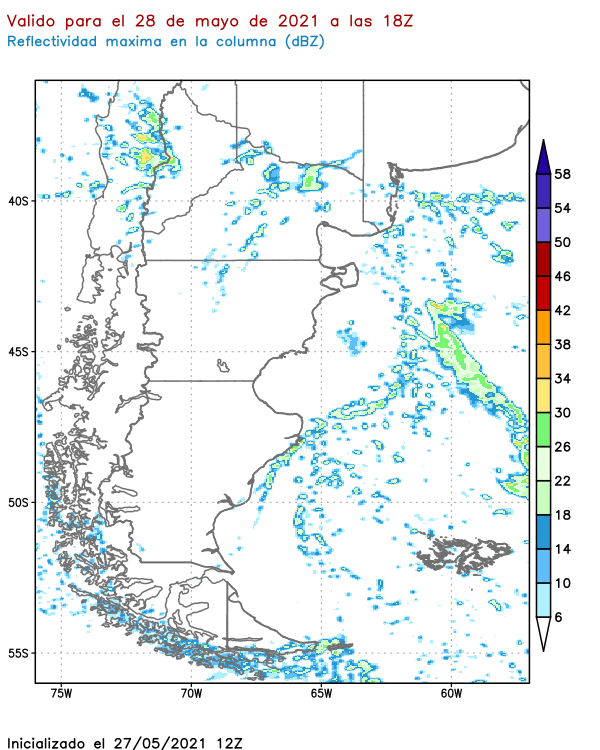 Valido para el 28 de mayo de 2021 a las 18Z
Reflectividad maxima en la columna (dBZ)
58
54
50
46
42
38
34
30
26
22
18
14
10
6
40S
45S
50S
55S
75W
70W
65W
60W
Inicializado el 27/05/2021 12Z